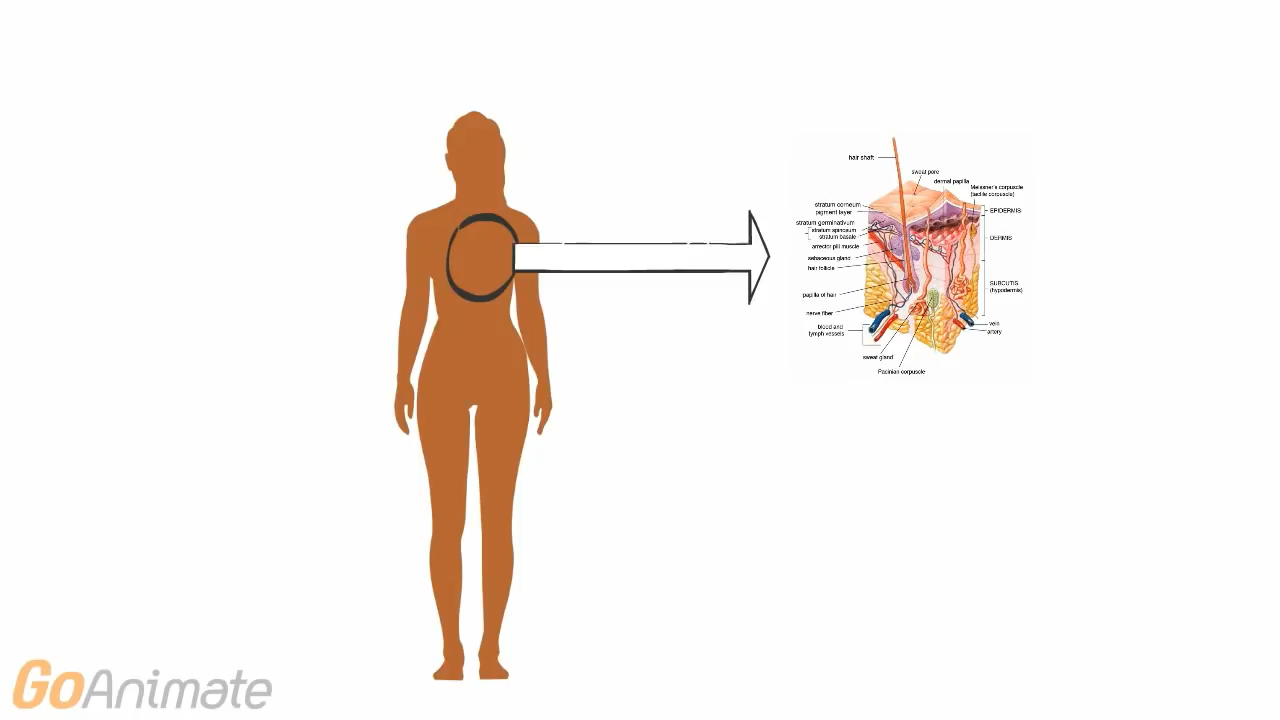 hair shaft
sweat pore
dermal papilla
Meissner's corpuscle
(tactile corpuscle)
stratum corneum
pigment layer
EPIDERMIS
stratum germinativum
stratum spinosum
stratum basale
DERMIS
arrector pili muscle
sebaceous gland
hair follicle
SUBCUTIS
(hypodermis)
papilla of hair
nerve fiber
blood and
lymph vessels
vein
artery
sweat gland
Pacinian corpuscle
GoAnimate